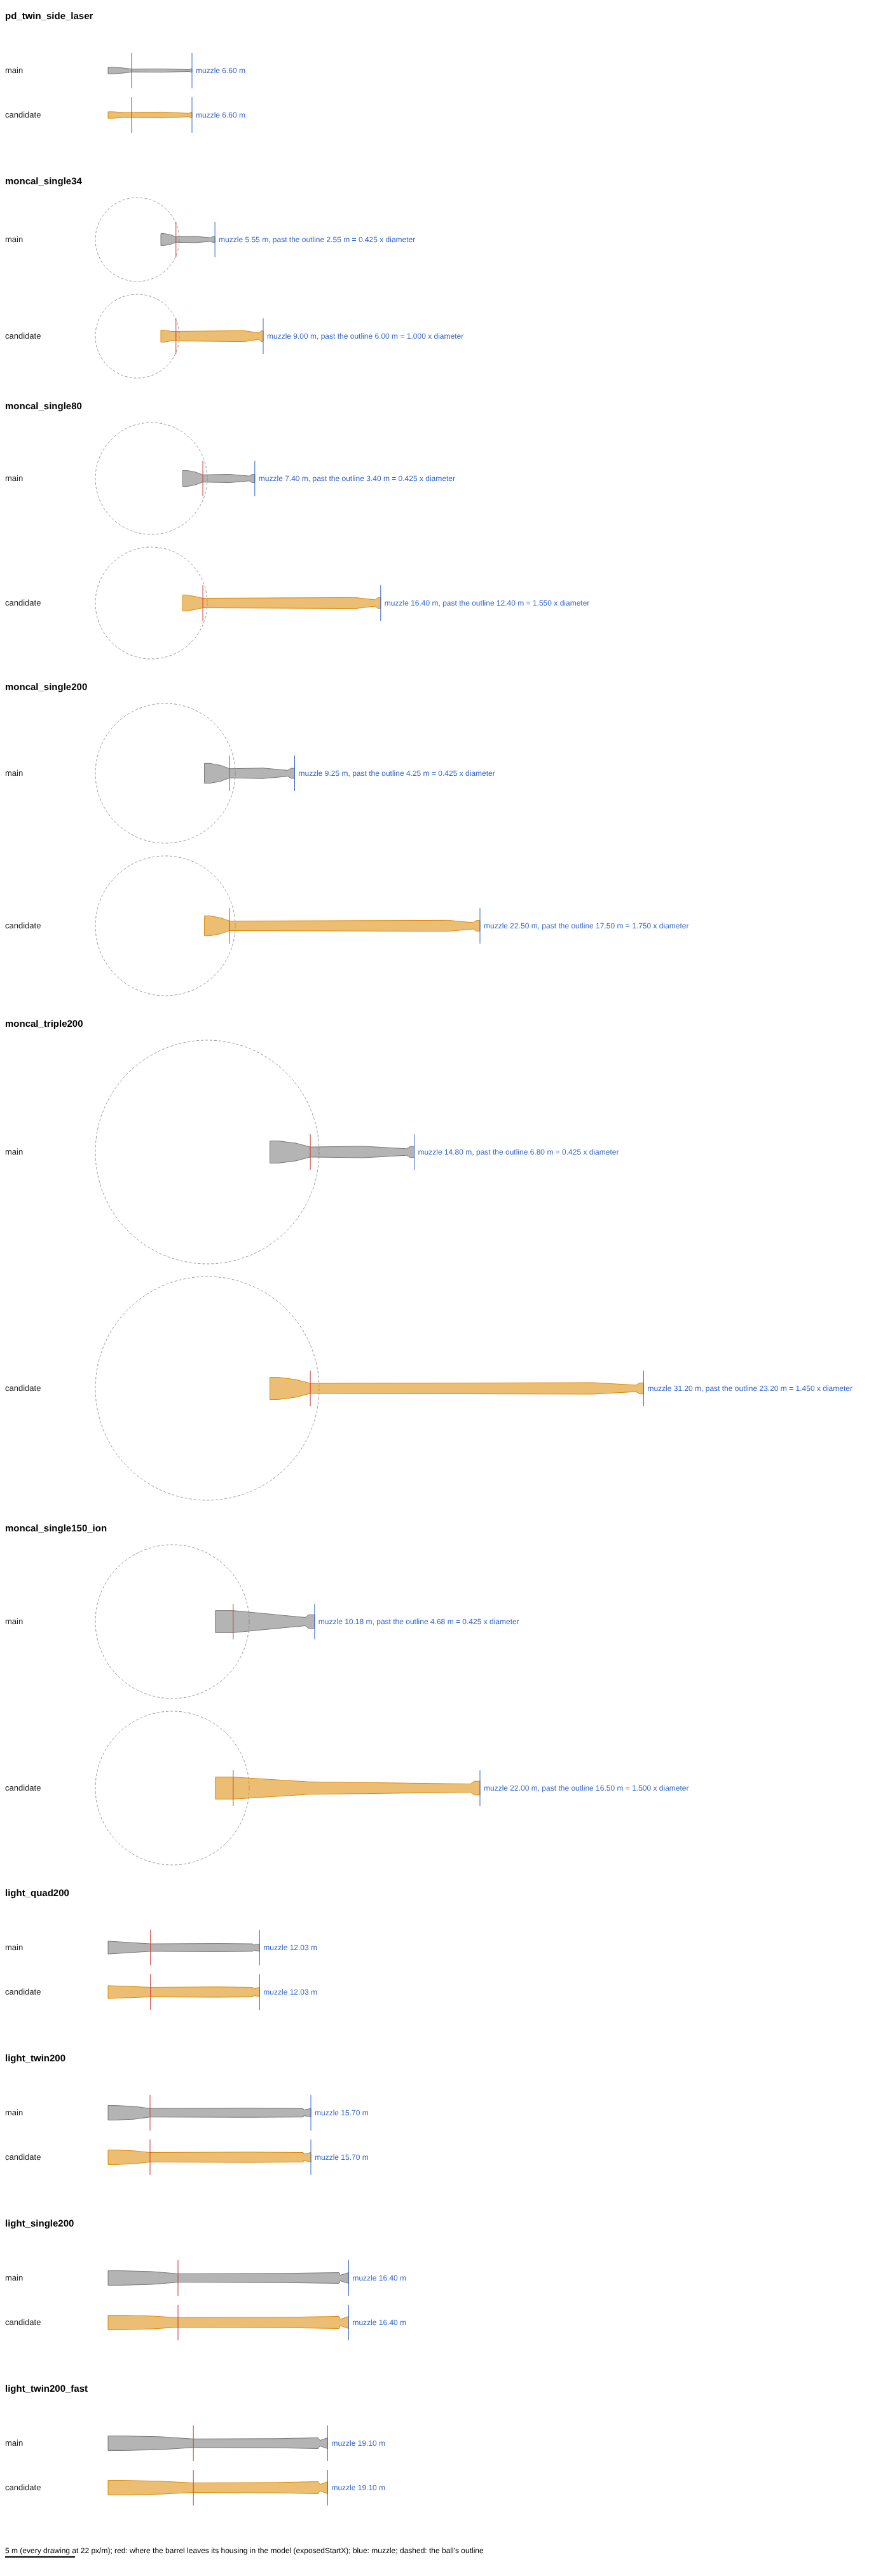 pd_twin_side_laser
main
muzzle 6.60 m
candidate
muzzle 6.60 m
moncal_single34
main
muzzle 5.55 m, past the outline 2.55 m = 0.425 x diameter
candidate
muzzle 9.00 m, past the outline 6.00 m = 1.000 x diameter
moncal_single80
main
muzzle 7.40 m, past the outline 3.40 m = 0.425 x diameter
candidate
muzzle 16.40 m, past the outline 12.40 m = 1.550 x diameter
moncal_single200
main
muzzle 9.25 m, past the outline 4.25 m = 0.425 x diameter
candidate
muzzle 22.50 m, past the outline 17.50 m = 1.750 x diameter
moncal_triple200
main
muzzle 14.80 m, past the outline 6.80 m = 0.425 x diameter
candidate
muzzle 31.20 m, past the outline 23.20 m = 1.450 x diameter
moncal_single150_ion
main
muzzle 10.18 m, past the outline 4.68 m = 0.425 x diameter
candidate
muzzle 22.00 m, past the outline 16.50 m = 1.500 x diameter
light_quad200
main
muzzle 12.03 m
candidate
muzzle 12.03 m
light_twin200
main
muzzle 15.70 m
candidate
muzzle 15.70 m
light_single200
main
muzzle 16.40 m
candidate
muzzle 16.40 m
light_twin200_fast
main
muzzle 19.10 m
candidate
muzzle 19.10 m
5 m (every drawing at 22 px/m); red: where the barrel leaves its housing in the model (exposedStartX); blue: muzzle; dashed: the ball's outline